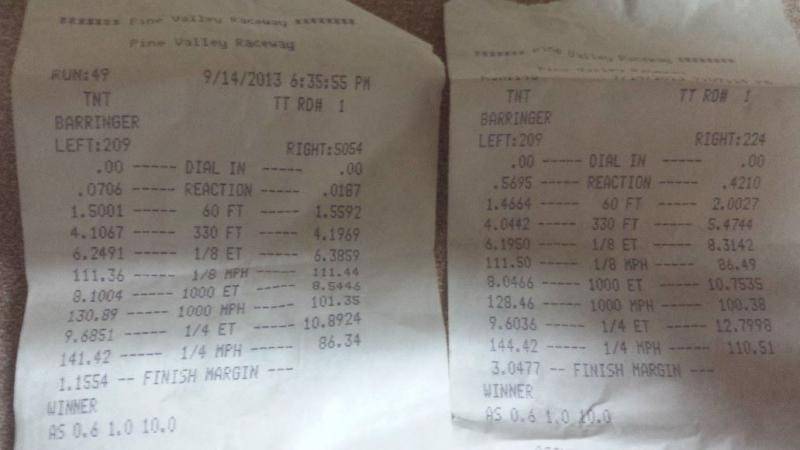 ******* Pine Valley Raceway ********
Pine Valley Raceway
RUN:49 9/14/2013 6:35:55 PM
TNT TT RD# 1
BARRINGER
LEFT:209 RIGHT:5054
.00 ----- DIAL IN ----- .00
.0706 ----- REACTION ----- .0187
1.5001 ----- 60 FT ----- 1.5592
4.1067 ----- 330 FT ----- 4.1969
6.2491 ----- 1/8 ET ----- 6.3859
111.36 ----- 1/8 MPH ----- 111.44
8.1004 ----- 1000 ET ----- 8.5446
130.89 ----- 1000 MPH ----- 101.35
9.6851 ----- 1/4 ET ----- 10.8924
141.42 ----- 1/4 MPH ----- 86.34
1.1554 -- FINISH MARGIN ---
WINNER
AS 0.6 1.0 10.0
******* Pine Valley Raceway ********
Pine Valley Raceway
TNT TT RD# 1
BARRINGER
LEFT:209 RIGHT:224
.00 ----- DIAL IN ----- .00
.5695 ----- REACTION ----- .4210
1.4664 ----- 60 FT ----- 2.0027
4.0442 ----- 330 FT ----- 5.4744
6.1950 ----- 1/8 ET ----- 8.3142
111.50 ----- 1/8 MPH ----- 86.49
8.0466 ----- 1000 ET ----- 10.7535
128.46 ----- 1000 MPH ----- 100.38
9.6036 ----- 1/4 ET ----- 12.7998
144.42 ----- 1/4 MPH ----- 110.51
3.0477 -- FINISH MARGIN ---
WINNER
AS 0.6 1.0 10.0